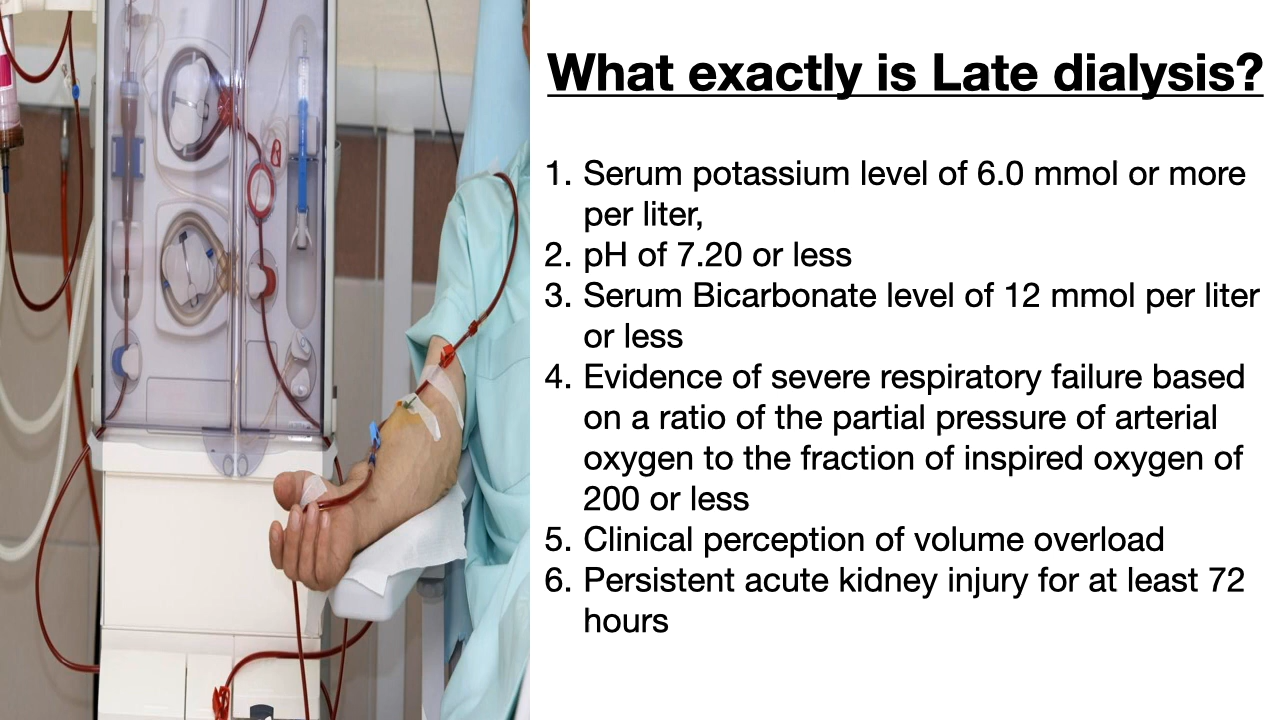 What exactly is Late dialysis?
1. Serum potassium level of 6.0 mmol or more
per liter,
2. pH of 7.20 or less
3. Serum Bicarbonate level of 12 mmol per liter
or less
4. Evidence of severe respiratory failure based
on a ratio of the partial pressure of arterial
oxygen to the fraction of inspired oxygen of
200 or less
5. Clinical perception of volume overload
6. Persistent acute kidney injury for at least 72
hours